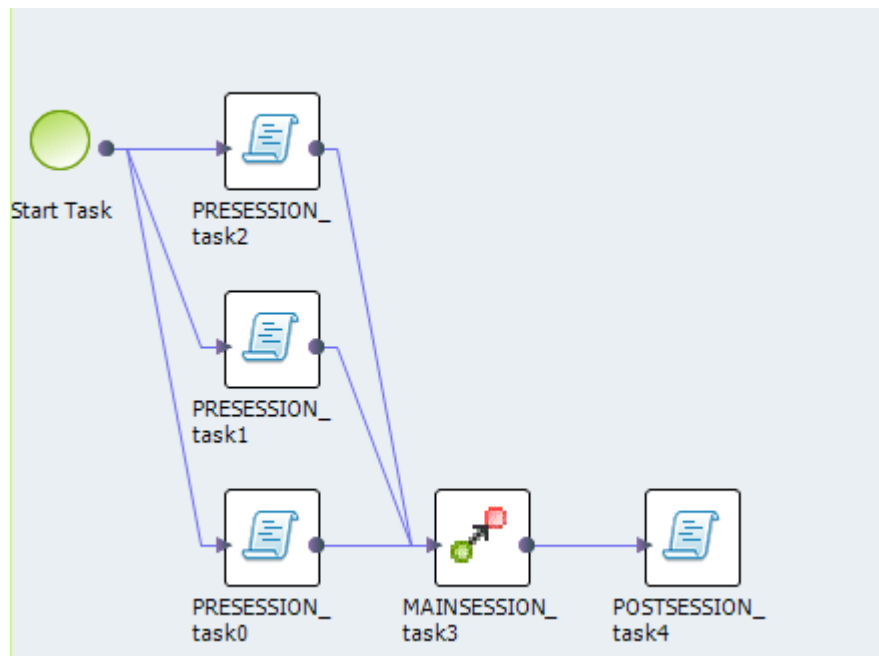 Start Task
PRESESSION_
task2
PRESESSION_
task1
PRESESSION_
task0
MAINSESSION_
task3
POSTSESSION_
task4